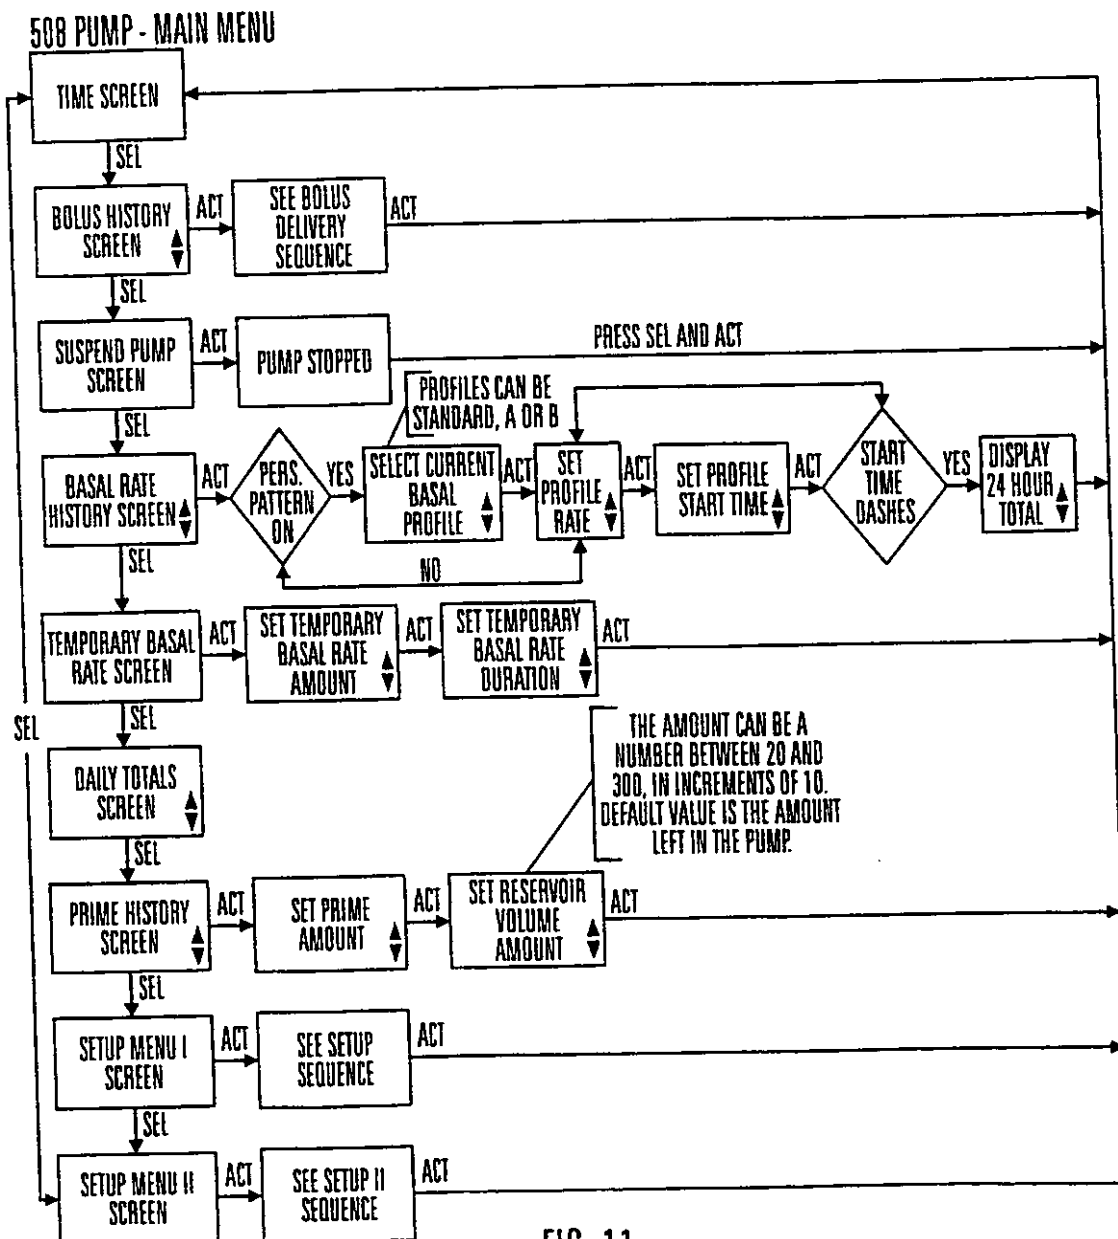 508 PUMP - MAIN MENU
TIME SCREEN
SEL
BOLUS HISTORY
SCREEN
ACT
SEE BOLUS
DELIVERY
SEQUENCE
ACT
SEL
SUSPEND PUMP
SCREEN
ACT
PUMP STOPPED
PRESS SEL AND ACT
SEL
PROFILES CAN BE
STANDARD, A OR B
BASAL RATE
HISTORY SCREEN
ACT
PERS.
PATTERN
ON
YES
SELECT CURRENT
BASAL
PROFILE
ACT
SET
PROFILE
RATE
ACT
SET PROFILE
START TIME
ACT
START
TIME
DASHES
YES
DISPLAY
24 HOUR
TOTAL
NO
SEL
TEMPORARY BASAL
RATE SCREEN
ACT
SET TEMPORARY
BASAL RATE
AMOUNT
ACT
SET TEMPORARY
BASAL RATE
DURATION
ACT
SEL
SEL
DAILY TOTALS
SCREEN
THE AMOUNT CAN BE A
NUMBER BETWEEN 20 AND
300, IN INCREMENTS OF 10.
DEFAULT VALUE IS THE AMOUNT
LEFT IN THE PUMP.
SEL
PRIME HISTORY
SCREEN
ACT
SET PRIME
AMOUNT
ACT
SET RESERVOIR
VOLUME
AMOUNT
ACT
SEL
SETUP MENU I
SCREEN
ACT
SEE SETUP
SEQUENCE
ACT
SEL
SETUP MENU II
SCREEN
ACT
SEE SETUP II
SEQUENCE
ACT